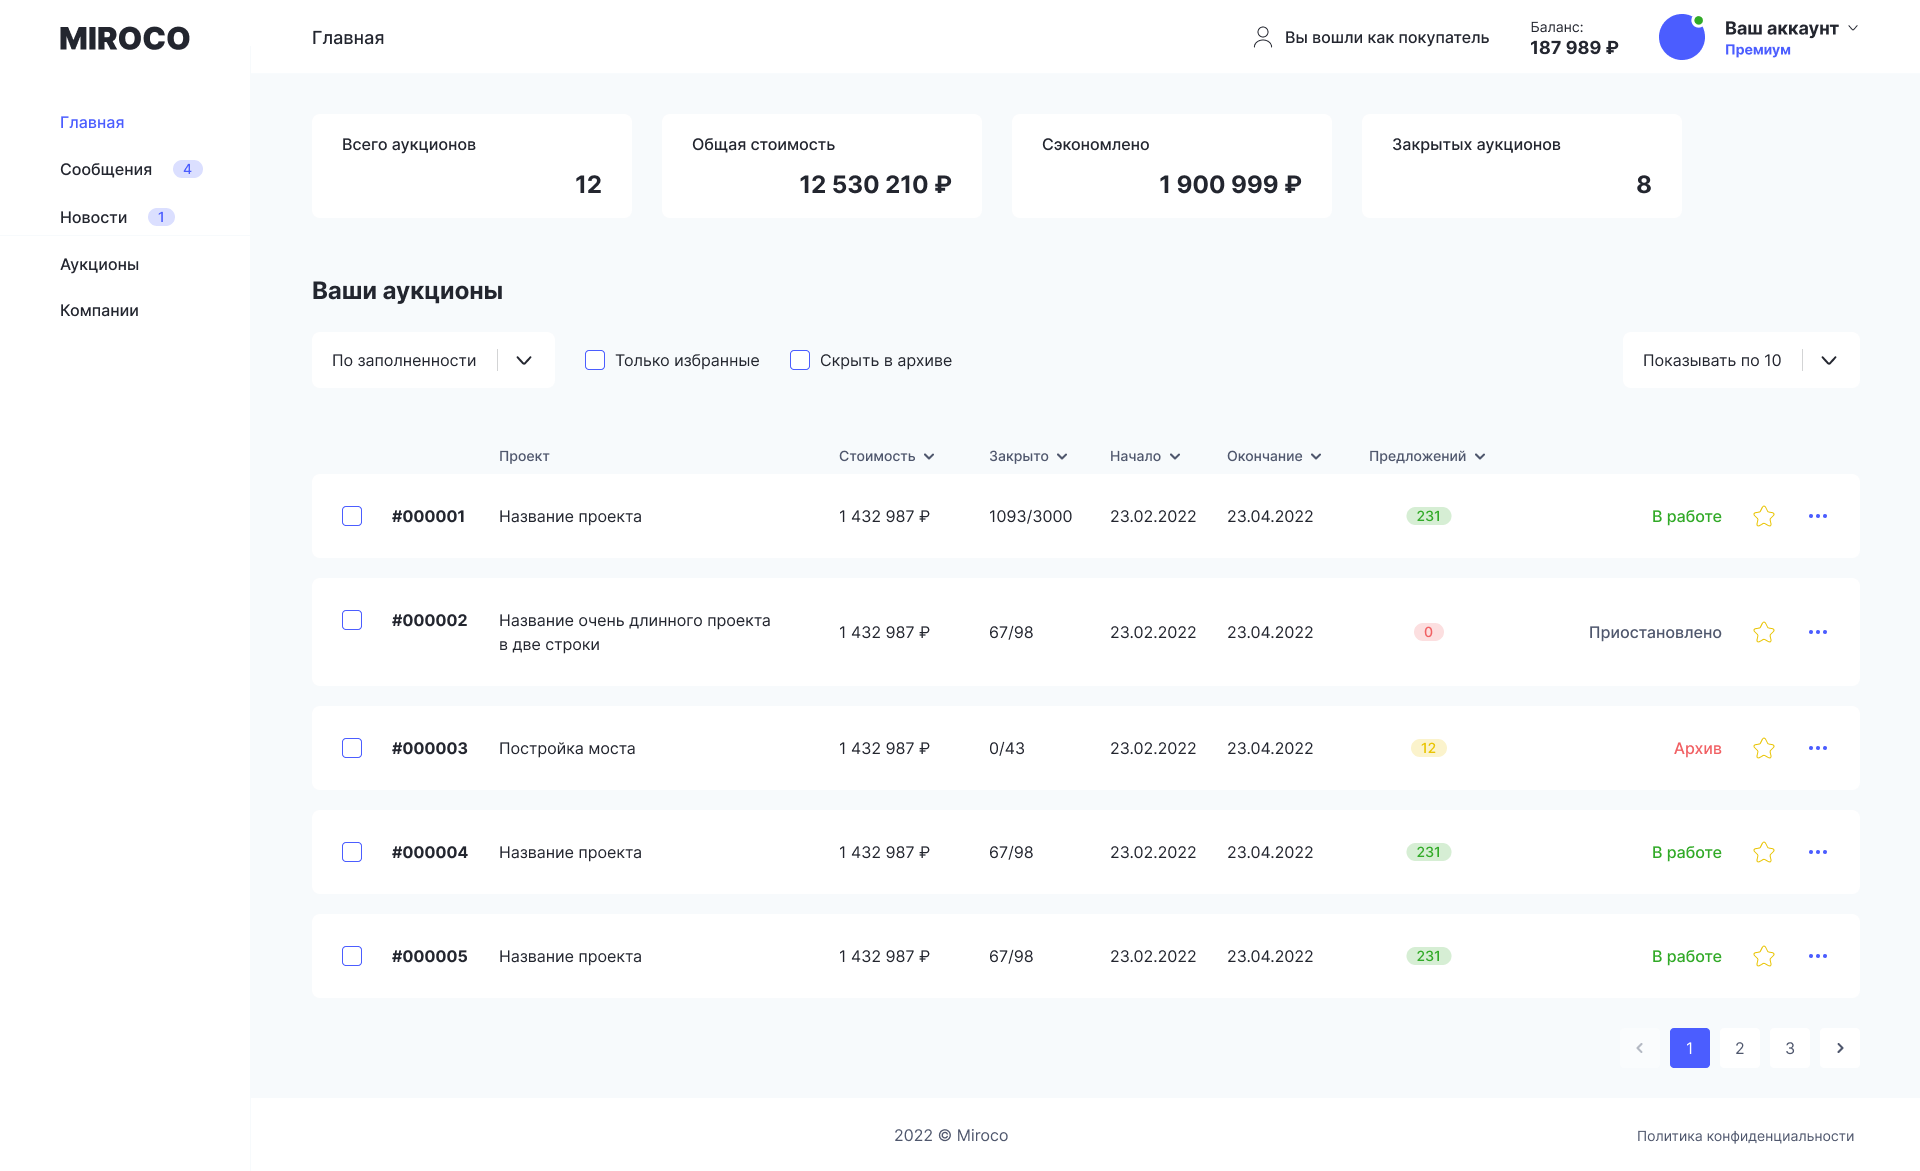 MIROCO
Главная
Вы вошли как покупатель
Баланс:
187 989 ₽
Ваш аккаунт
Премиум
Главная
Сообщения 4
Новости 1
Аукционы
Компании
Всего аукционов
12
Общая стоимость
12 530 210 ₽
Сэкономлено
1 900 999 ₽
Закрытых аукционов
8
Ваши аукционы
По заполненности
Только избранные
Скрыть в архиве
Показывать по 10
Проект Стоимость Закрыто Начало Окончание Предложений
#000001 Название проекта 1 432 987 ₽ 1093/3000 23.02.2022 23.04.2022 231 В работе
#000002 Название очень длинного проекта
в две строки
1 432 987 ₽ 67/98 23.02.2022 23.04.2022 0 Приостановлено
#000003 Постройка моста 1 432 987 ₽ 0/43 23.02.2022 23.04.2022 12 Архив
#000004 Название проекта 1 432 987 ₽ 67/98 23.02.2022 23.04.2022 231 В работе
#000005 Название проекта 1 432 987 ₽ 67/98 23.02.2022 23.04.2022 231 В работе
1 2 3
2022 © Miroco
Политика конфиденциальности